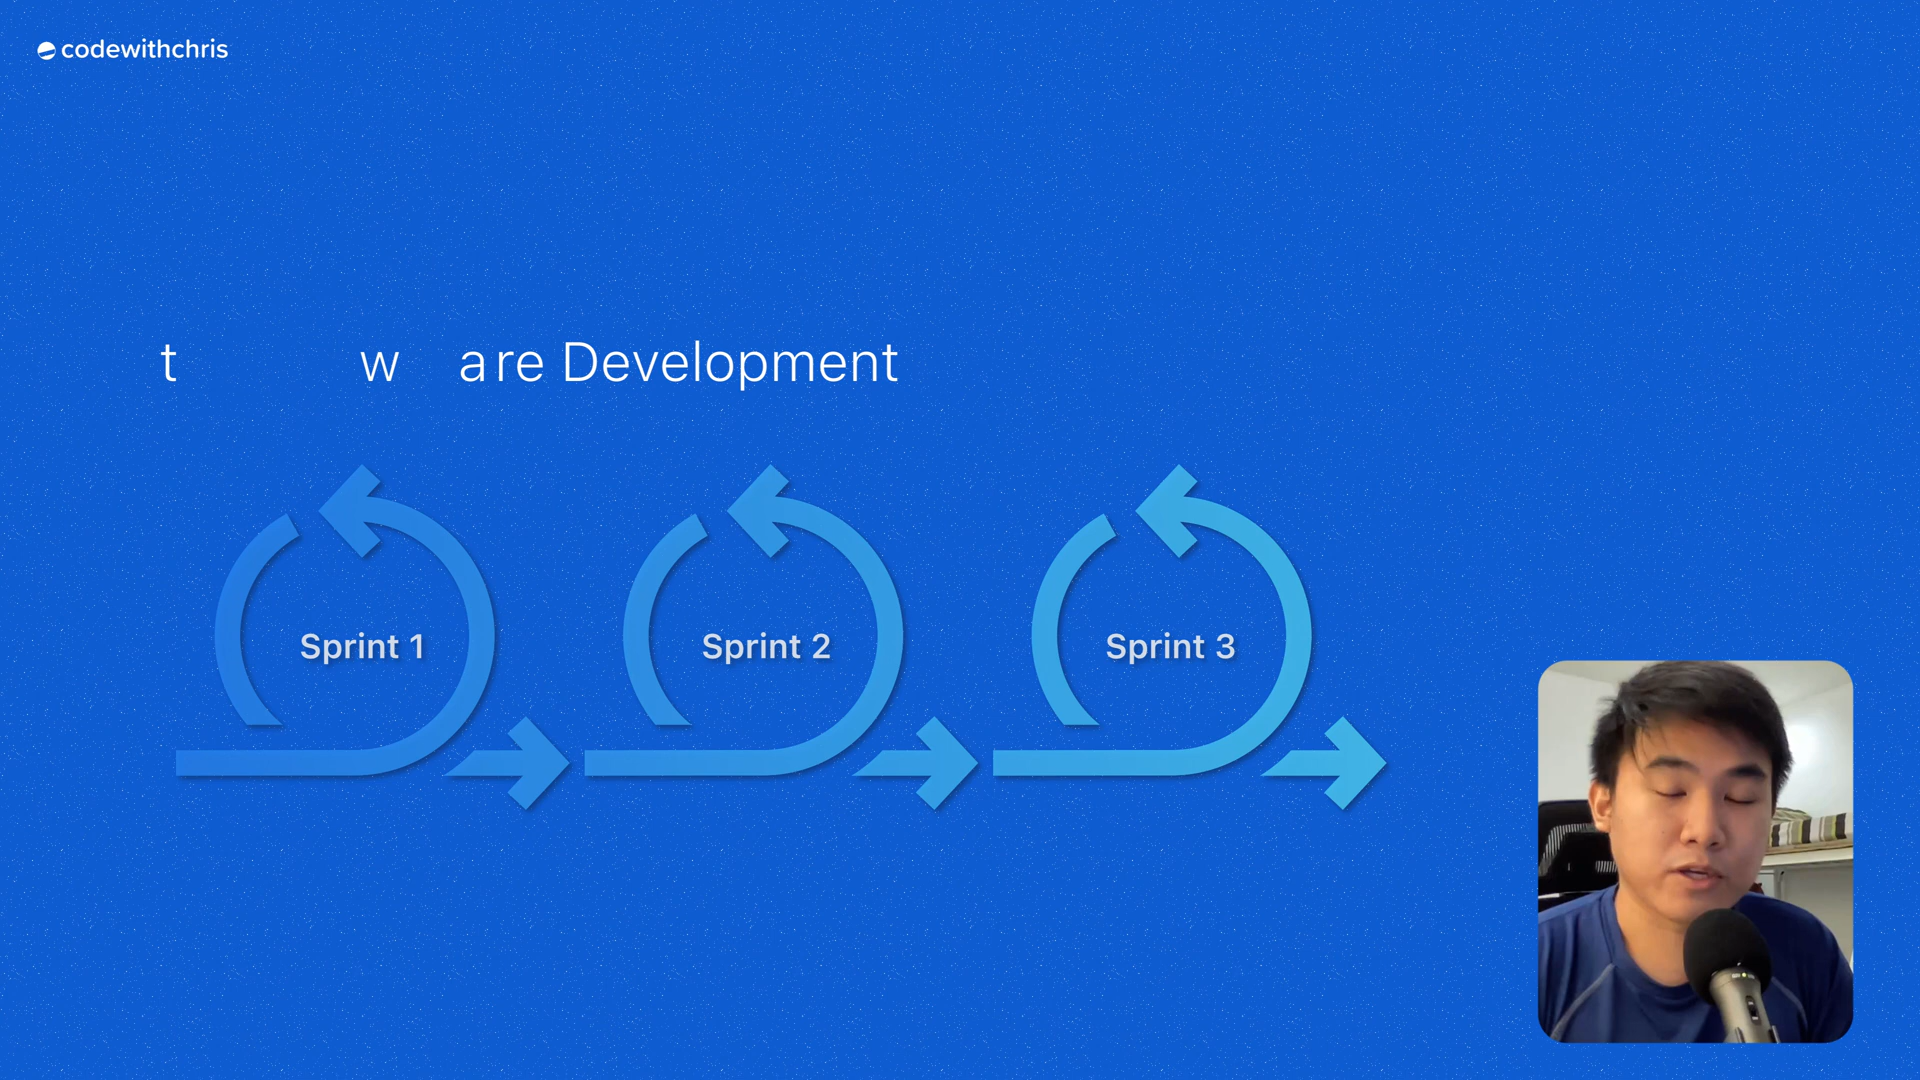 codewithchris
t w are Development
Sprint 1
Sprint 2
Sprint 3